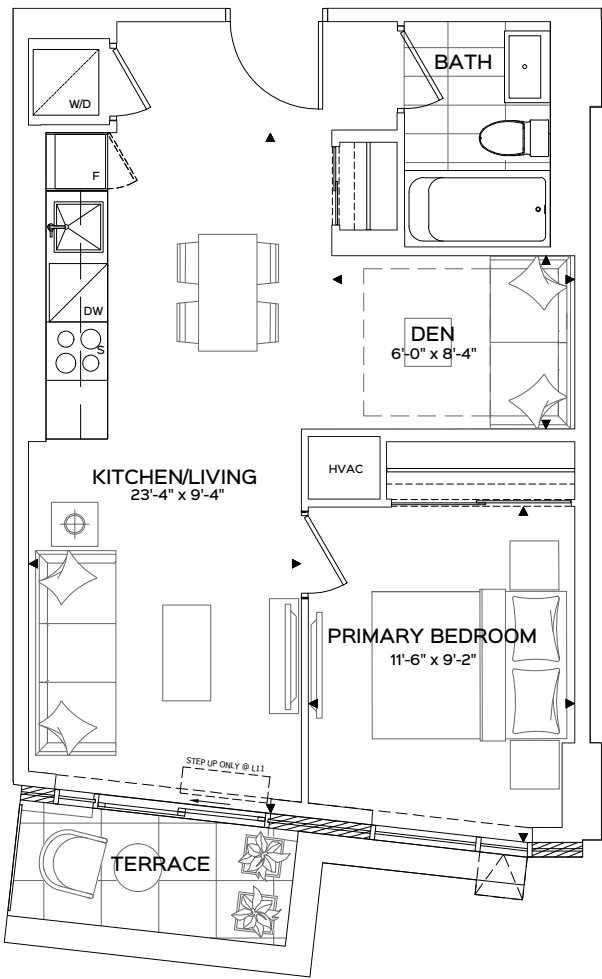 BATH
W/D
F
DW
S
DEN
6'-0" x 8'-4"
HVAC
KITCHEN/LIVING
23'-4" x 9'-4"
PRIMARY BEDROOM
11'-6" x 9'-2"
STEP UP ONLY @ L11
TERRACE